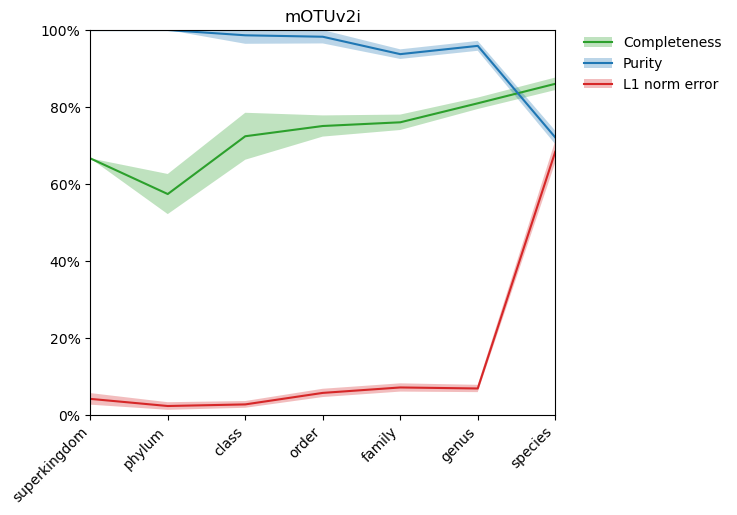 mOTUv2i
100%
80%
60%
40%
20%
0%
superkingdom
phylum
class
order
family
genus
species
Completeness
Purity
L1 norm error